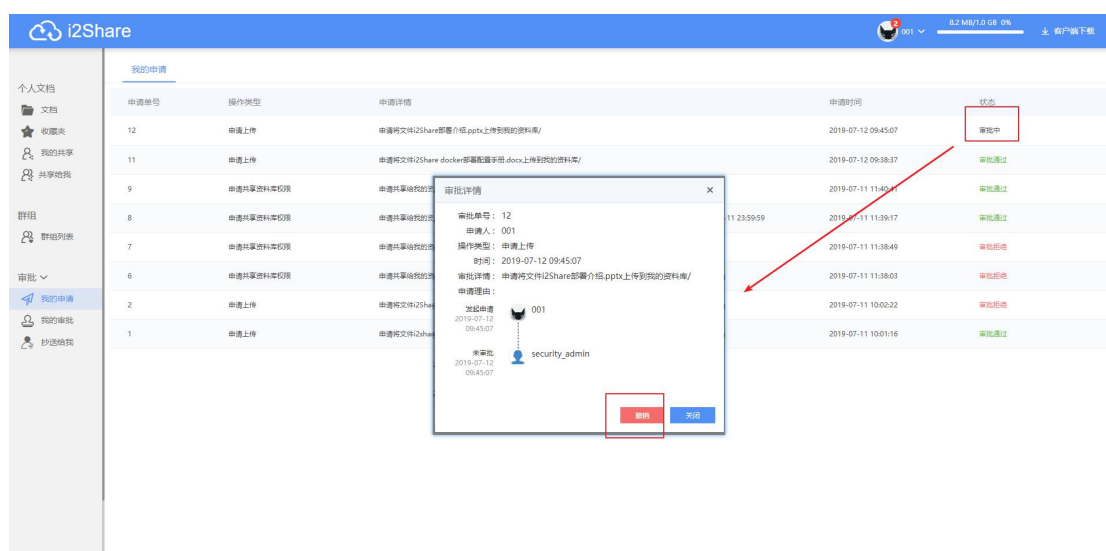 i2Share
2
001
8.2 MB/1.0 GB 0%
客户端下载
我的申请
个人文档
文档
收藏夹
我的共享
共享给我
群组
群组列表
审批
我的申请
我的审批
抄送给我
申请单号 操作类型 申请详情 申请时间 状态
12 申请上传 申请将文件i2Share部署介绍.pptx上传到我的资料库/ 2019-07-12 09:45:07 审批中
11 申请上传 申请将文件i2Share docker部署配置手册.docx上传到我的资料库/ 2019-07-12 09:38:37 审批通过
9 申请共享资料库权限 申请共享给我的资 2019-07-11 11:40:41 审批通过
8 申请共享资料库权限 申请共享给我的资 -11 23:59:59 2019-07-11 11:39:17 审批通过
7 申请共享资料库权限 申请共享给我的资 2019-07-11 11:38:49 审批拒绝
6 申请共享资料库权限 申请共享给我的资 2019-07-11 11:38:03 审批拒绝
2 申请上传 申请将文件i2Sha 2019-07-11 10:02:22 审批拒绝
1 申请上传 申请将文件i2shar 2019-07-11 10:01:16 审批通过
审批详情 ×
审批单号： 12
申请人： 001
操作类型： 申请上传
时间： 2019-07-12 09:45:07
审批详情： 申请将文件i2Share部署介绍.pptx上传到我的资料库/
申请理由：
发起申请 001
2019-07-12
09:45:07
未审批 security_admin
2019-07-12
09:45:07
撤销 关闭